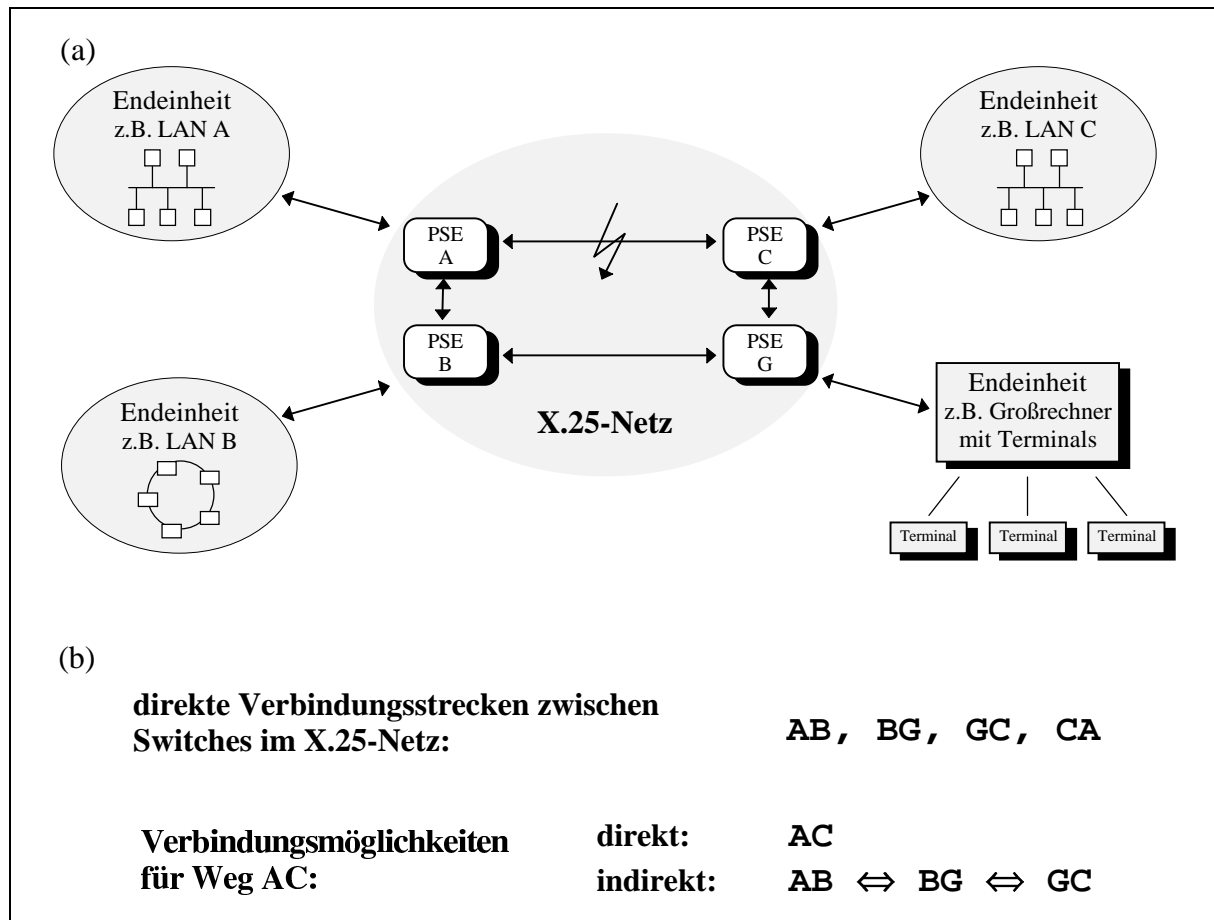 (a)
Endeinheit
z.B. LAN A
Endeinheit
z.B. LAN C
PSE
A
PSE
C
PSE
B
PSE
G
X.25-Netz
Endeinheit
z.B. LAN B
Endeinheit
z.B. Großrechner
mit Terminals
Terminal
Terminal
Terminal
(b)
direkte Verbindungsstrecken zwischen
Switches im X.25-Netz:
AB, BG, GC, CA
Verbindungsmöglichkeiten
für Weg AC:
direkt: AC
indirekt: AB ⇔ BG ⇔ GC